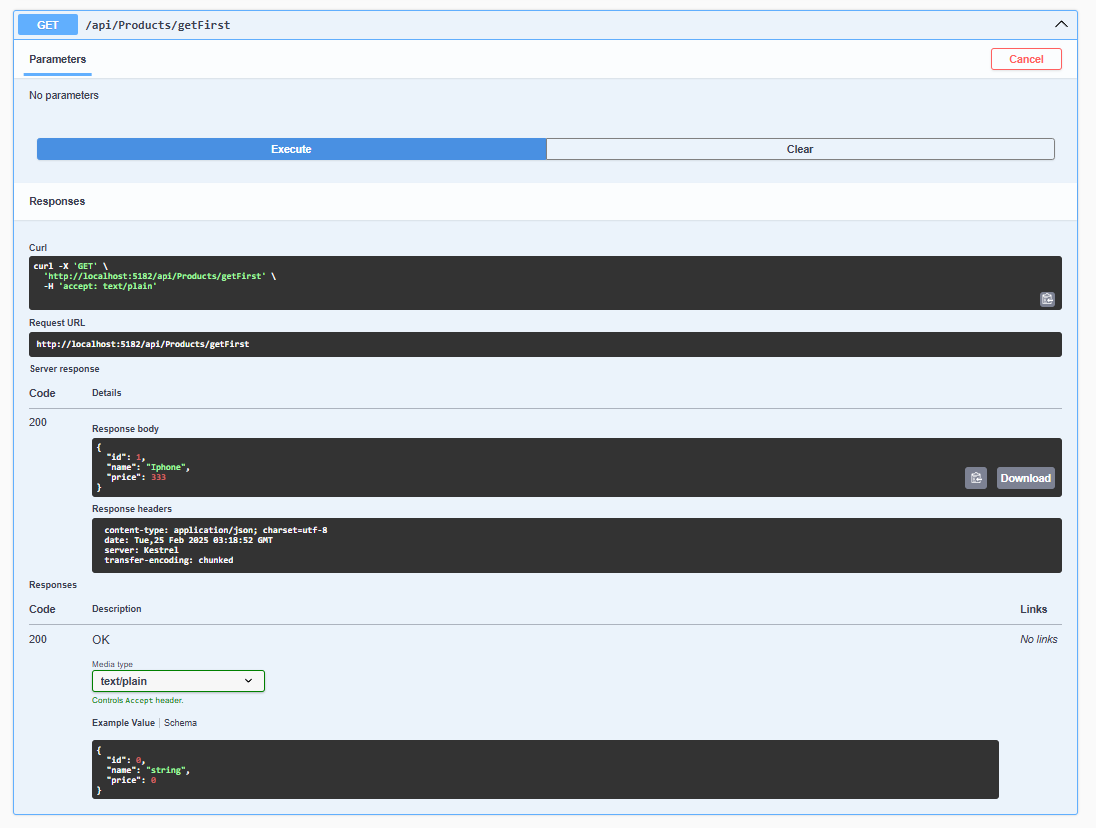 GET /api/Products/getFirst
Parameters
Cancel
No parameters
Execute
Clear
Responses
Curl
curl -X 'GET' \
'http://localhost:5182/api/Products/getFirst' \
-H 'accept: text/plain'
Request URL
http://localhost:5182/api/Products/getFirst
Server response
Code Details
200
Response body
{
"id": 1,
"name": "Iphone",
"price": 333
}
Download
Response headers
content-type: application/json; charset=utf-8
date: Tue,25 Feb 2025 03:18:52 GMT
server: Kestrel
transfer-encoding: chunked
Responses
Code Description Links
200 OK No links
Media type
text/plain
Controls Accept header.
Example Value Schema
{
"id": 0,
"name": "string",
"price": 0
}